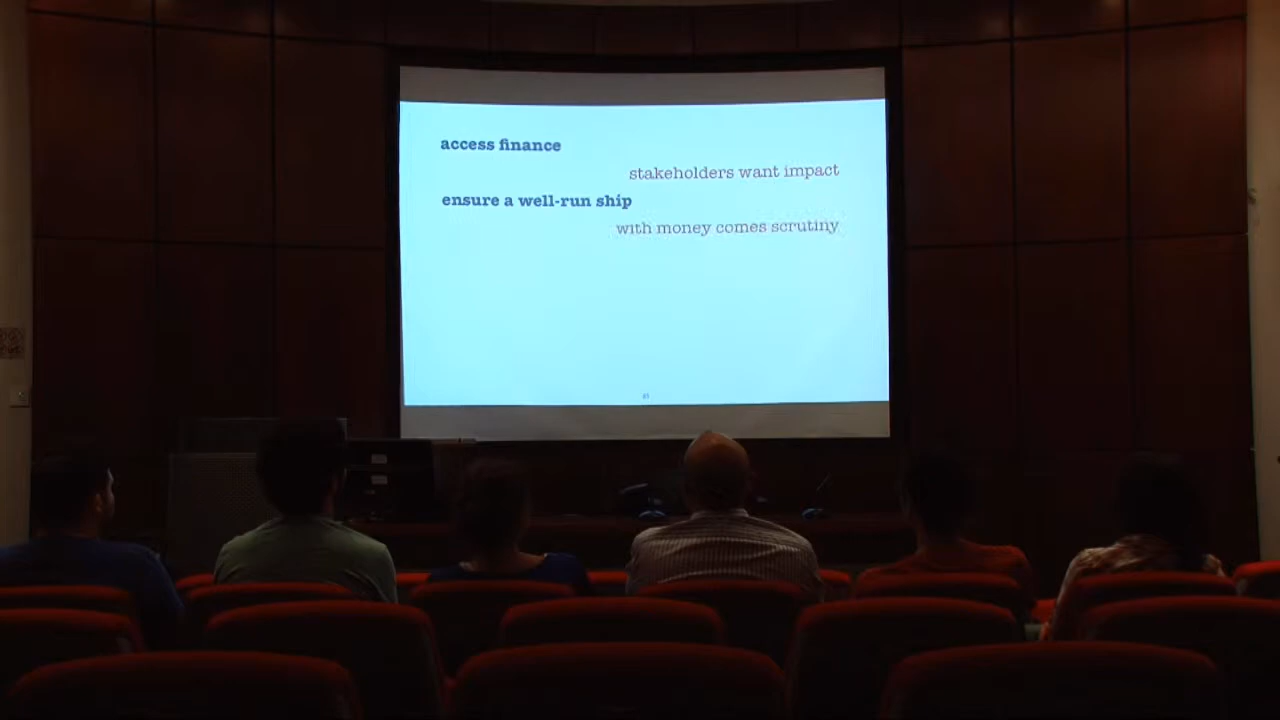 access finance
stakeholders want impact
ensure a well-run ship
with money comes scrutiny